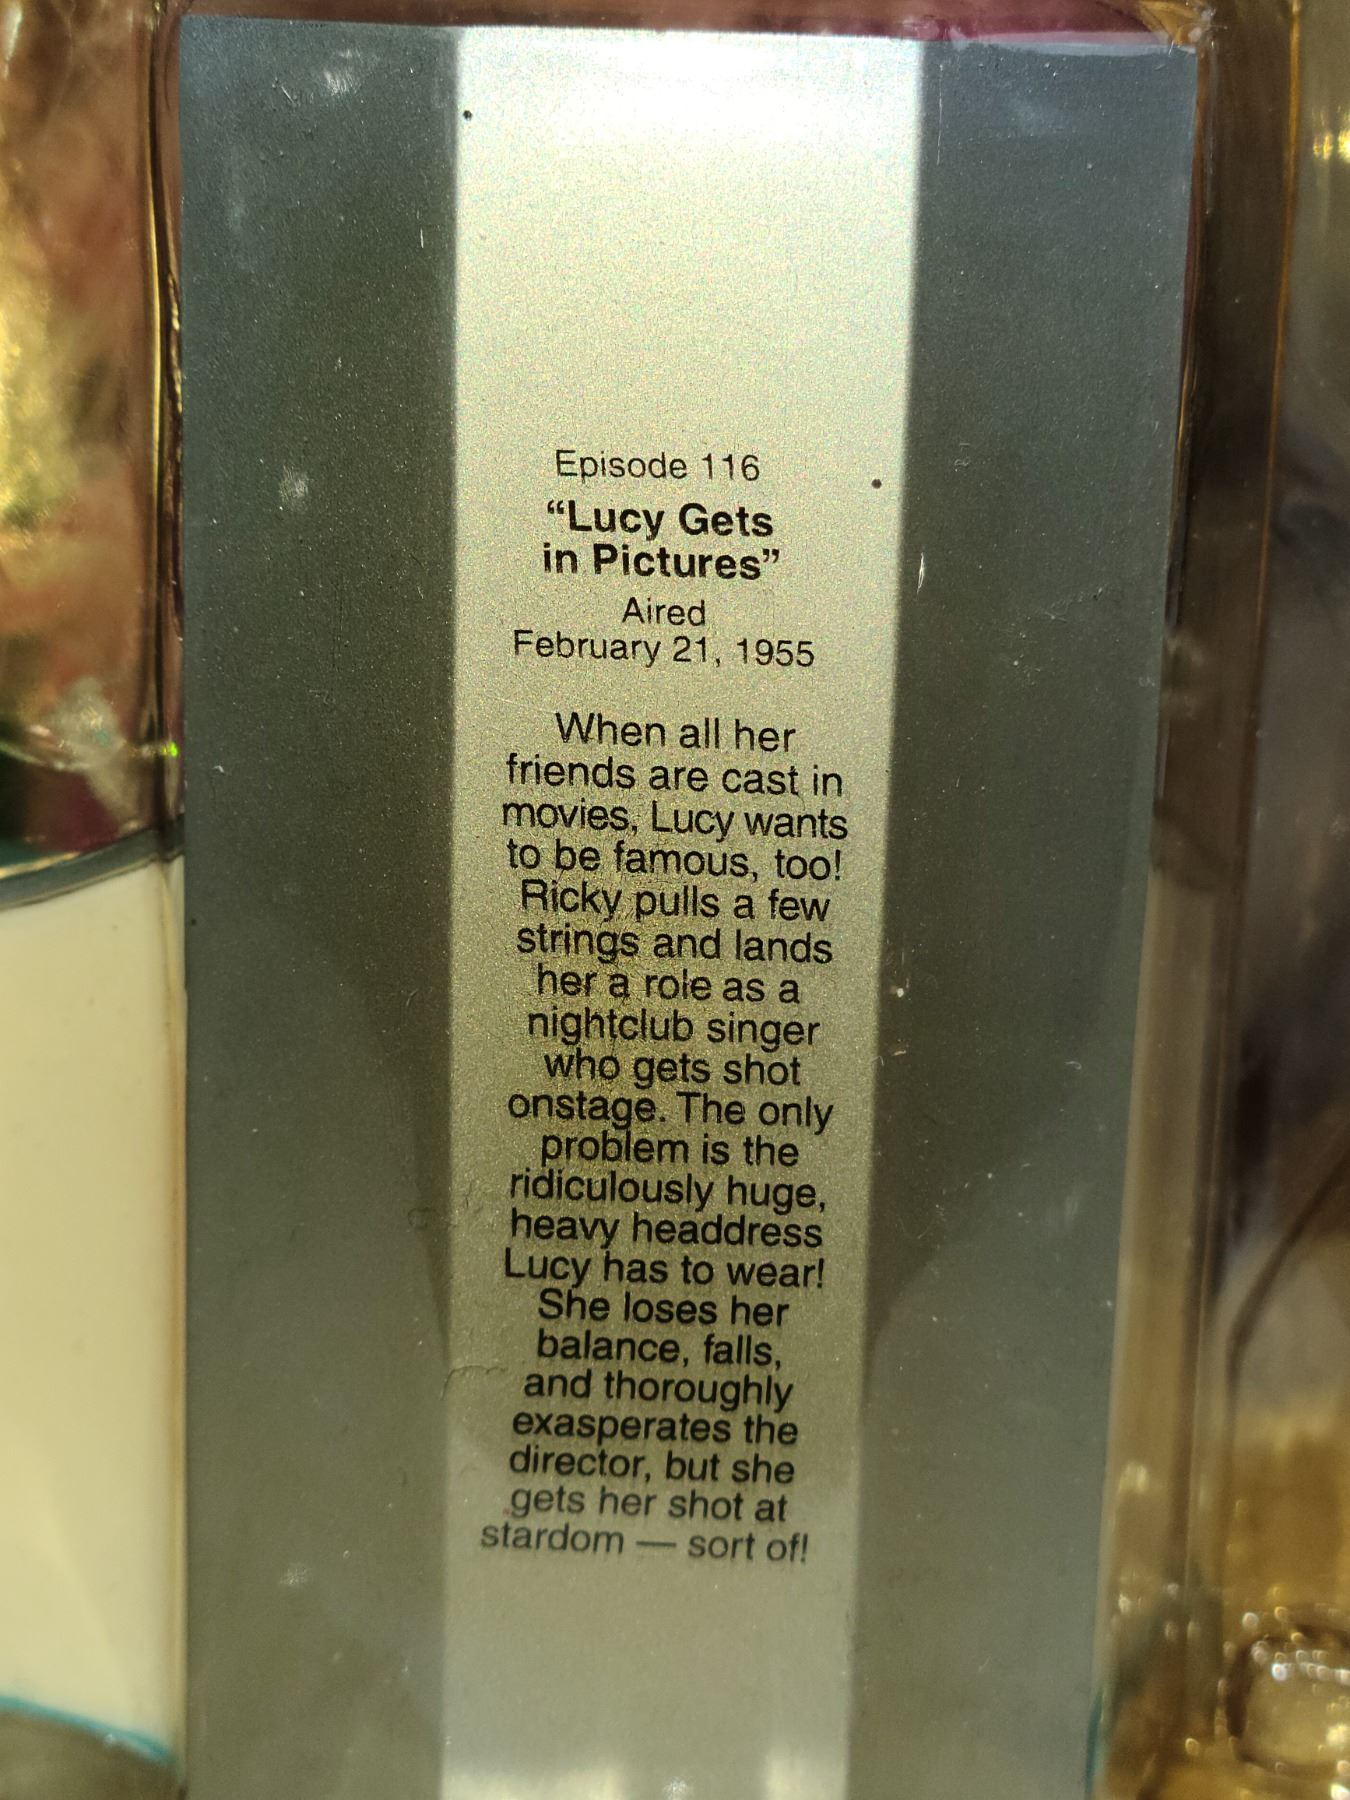 Episode 116
“Lucy Gets
in Pictures”
Aired
February 21, 1955
When all her
friends are cast in
movies, Lucy wants
to be famous, too!
Ricky pulls a few
strings and lands
her a role as a
nightclub singer
who gets shot
onstage. The only
problem is the
ridiculously huge,
heavy headdress
Lucy has to wear!
She loses her
balance, falls,
and thoroughly
exasperates the
director, but she
gets her shot at
stardom — sort of!